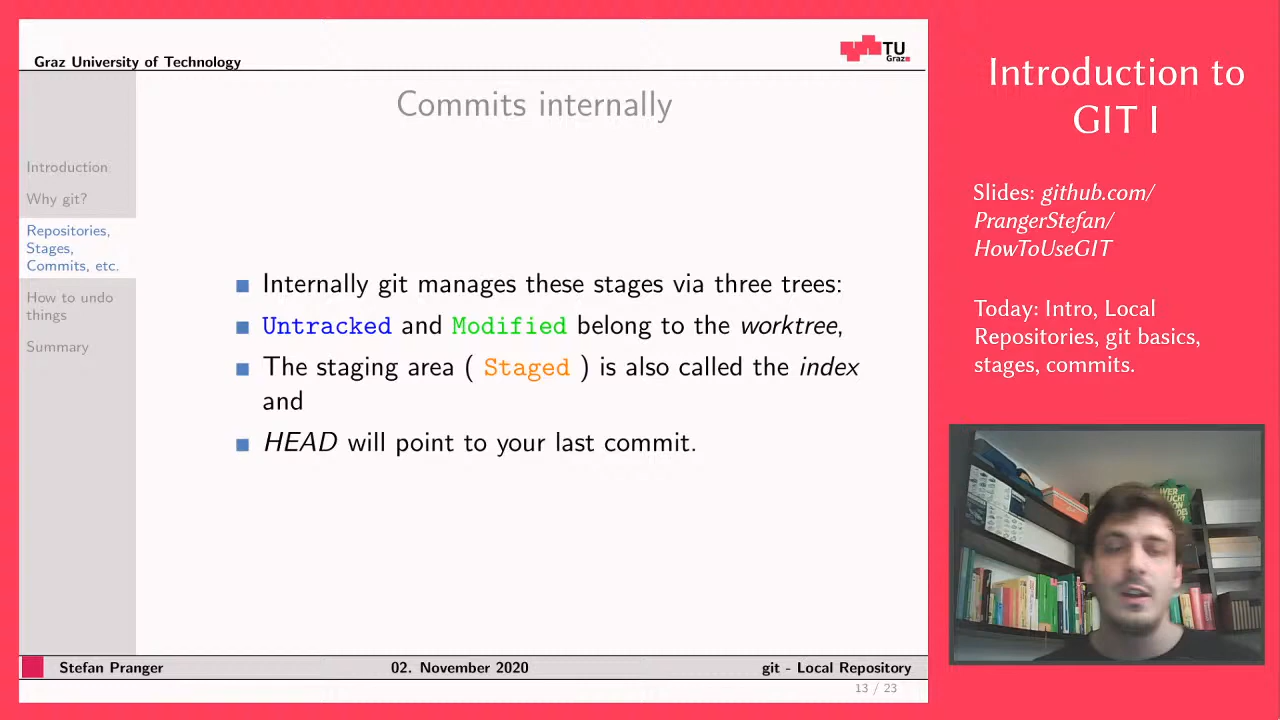 Graz University of Technology
TU
Graz
Commits internally
Introduction
Why git?
Repositories,
Stages,
Commits, etc.
How to undo
things
Summary
Internally git manages these stages via three trees:
Untracked and Modified belong to the worktree,
The staging area ( Staged ) is also called the index
and
HEAD will point to your last commit.
Stefan Pranger
02. November 2020
git - Local Repository
13 / 23
Introduction to
GIT I
Slides: github.com/
PrangerStefan/
HowToUseGIT
Today: Intro, Local
Repositories, git basics,
stages, commits.